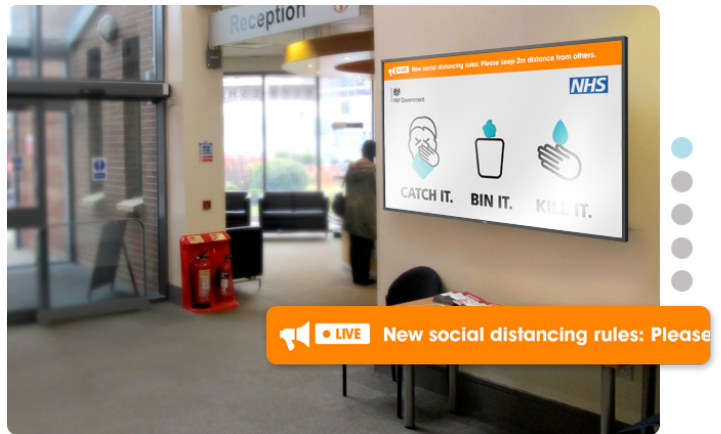 Reception
LIVE New social distancing rules: Please keep 2m distance from others.
HM Government
NHS
CATCH IT. BIN IT. KILL IT.
LIVE New social distancing rules: Please